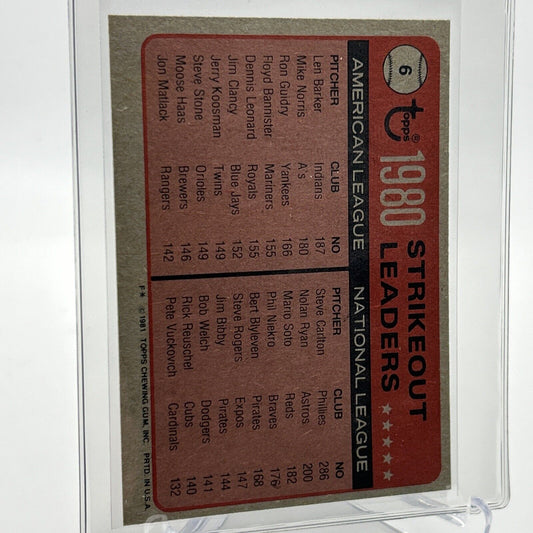 6
topps®
1980 STRIKEOUT
LEADERS
AMERICAN LEAGUE
PITCHER CLUB NO
Len Barker Indians 187
Mike Norris A's 180
Ron Guidry Yankees 166
Floyd Bannister Mariners 155
Dennis Leonard Royals 155
Jim Clancy Blue Jays 152
Jerry Koosman Twins 149
Steve Stone Orioles 149
Moose Haas Brewers 146
Jon Matlack Rangers 142
NATIONAL LEAGUE
PITCHER CLUB NO
Steve Carlton Phillies 286
Nolan Ryan Astros 200
Mario Soto Reds 182
Phil Niekro Braves 176
Bert Blyleven Pirates 168
Steve Rogers Expos 147
Jim Bibby Pirates 144
Bob Welch Dodgers 141
Rick Reuschel Cubs 140
Pete Vuckovich Cardinals 132
F* © 1981 TOPPS CHEWING GUM, INC. PRTD. IN U.S.A.